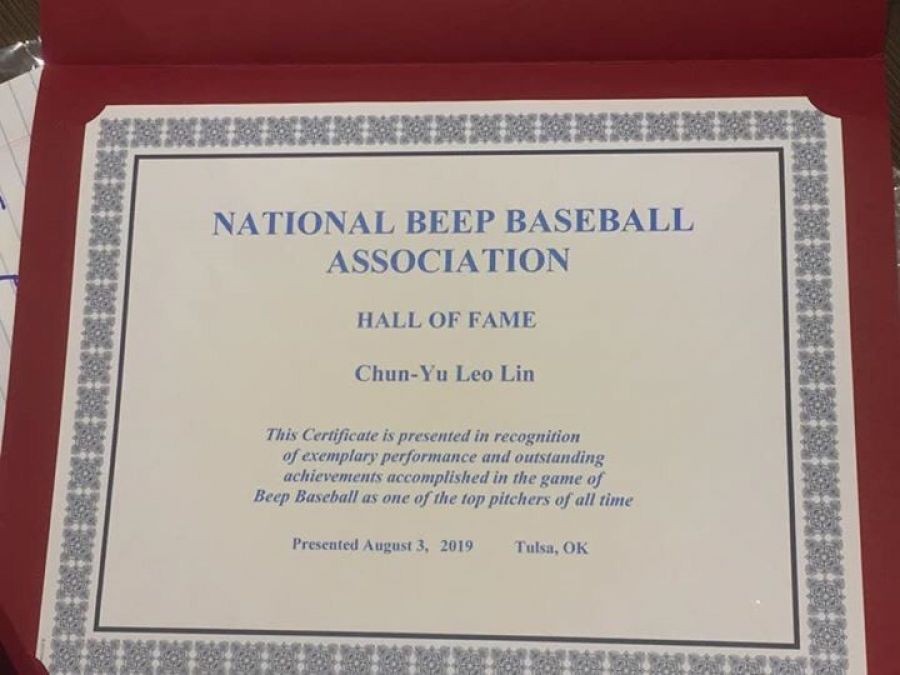 NATIONAL BEEP BASEBALL
ASSOCIATION
HALL OF FAME
Chun-Yu Leo Lin
This Certificate is presented in recognition
of exemplary performance and outstanding
achievements accomplished in the game of
Beep Baseball as one of the top pitchers of all time
Presented August 3, 2019 Tulsa, OK